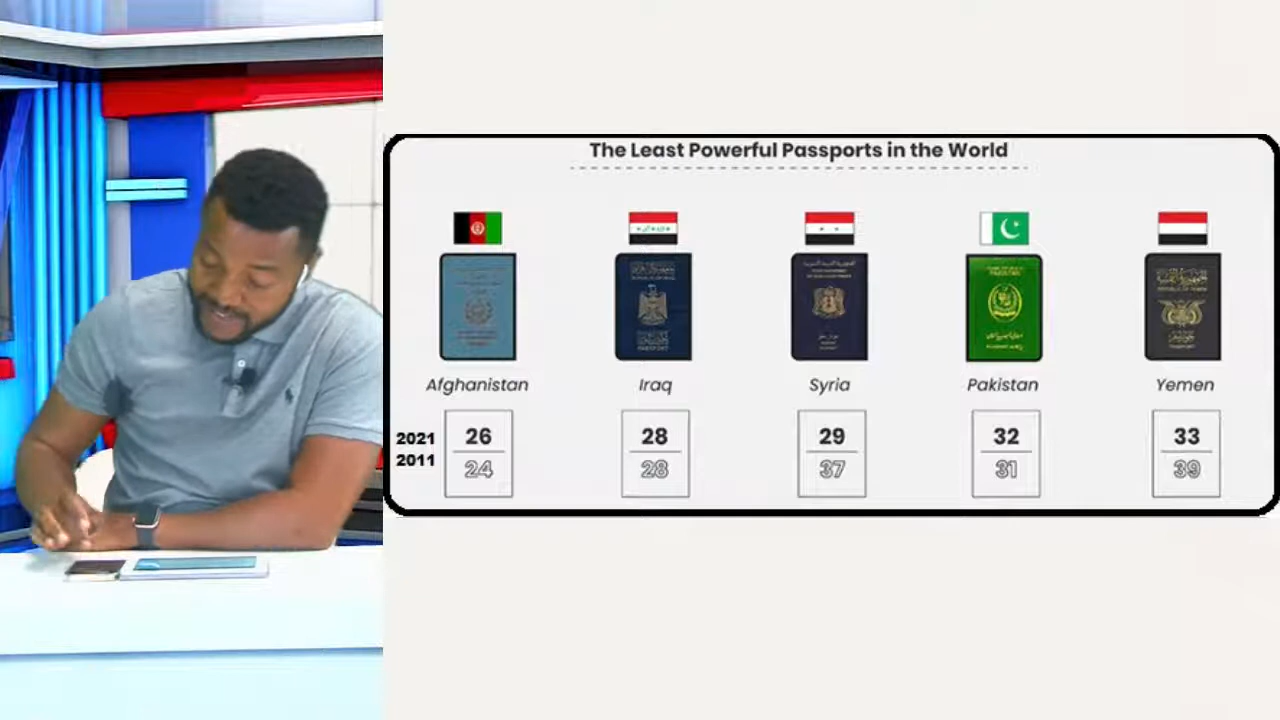 The Least Powerful Passports in the World
Afghanistan
Iraq
Syria
Pakistan
Yemen
2021
26
28
29
32
33
2011
24
28
37
31
39